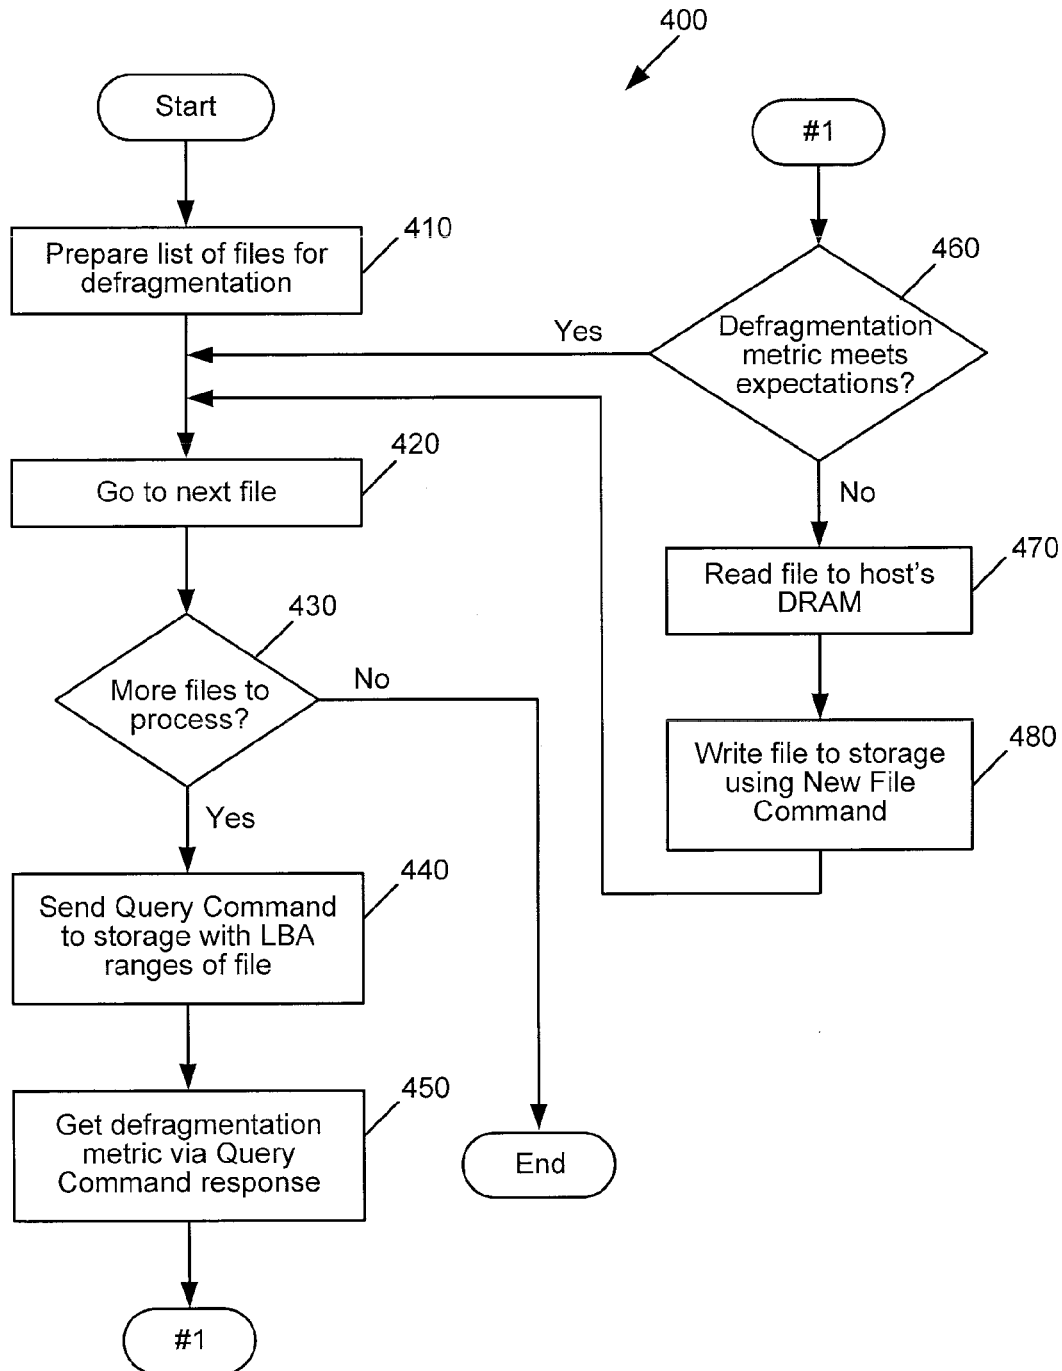 400
Start
410
Prepare list of files for
defragmentation
420
Go to next file
430
More files to
process?
No
Yes
440
Send Query Command
to storage with LBA
ranges of file
450
Get defragmentation
metric via Query
Command response
#1
End
#1
460
Defragmentation
metric meets
expectations?
Yes
No
470
Read file to host's
DRAM
480
Write file to storage
using New File
Command